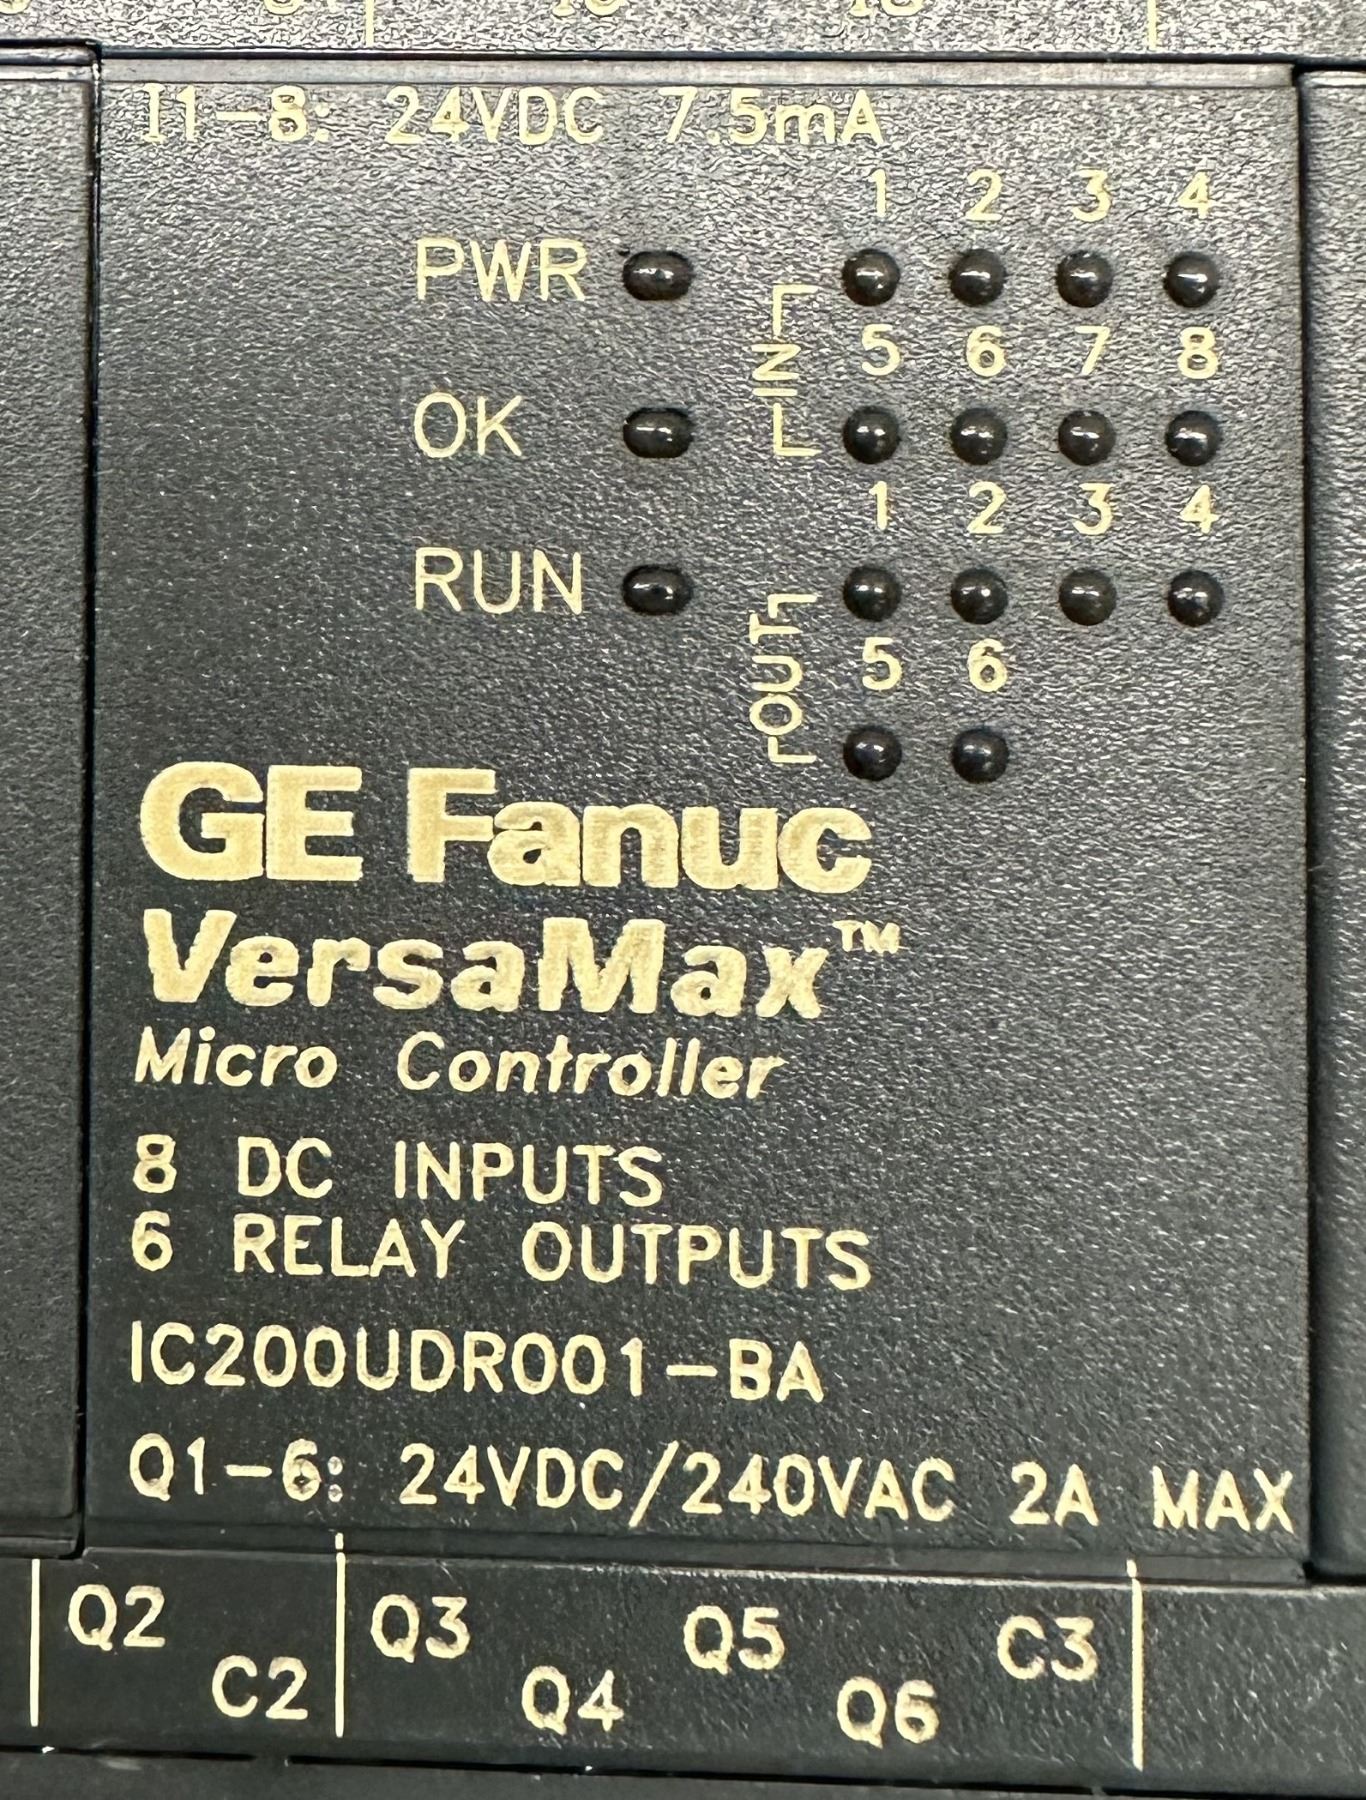 I1-8: 24VDC 7.5mA
1 2 3 4
PWR
IN
5 6 7 8
OK
1 2 3 4
RUN
OUT
5 6
GE Fanuc
VersaMax™
Micro Controller
8 DC INPUTS
6 RELAY OUTPUTS
IC200UDR001-BA
Q1-6: 24VDC/240VAC 2A MAX
Q2 Q3 Q5 C3
C2 Q4 Q6